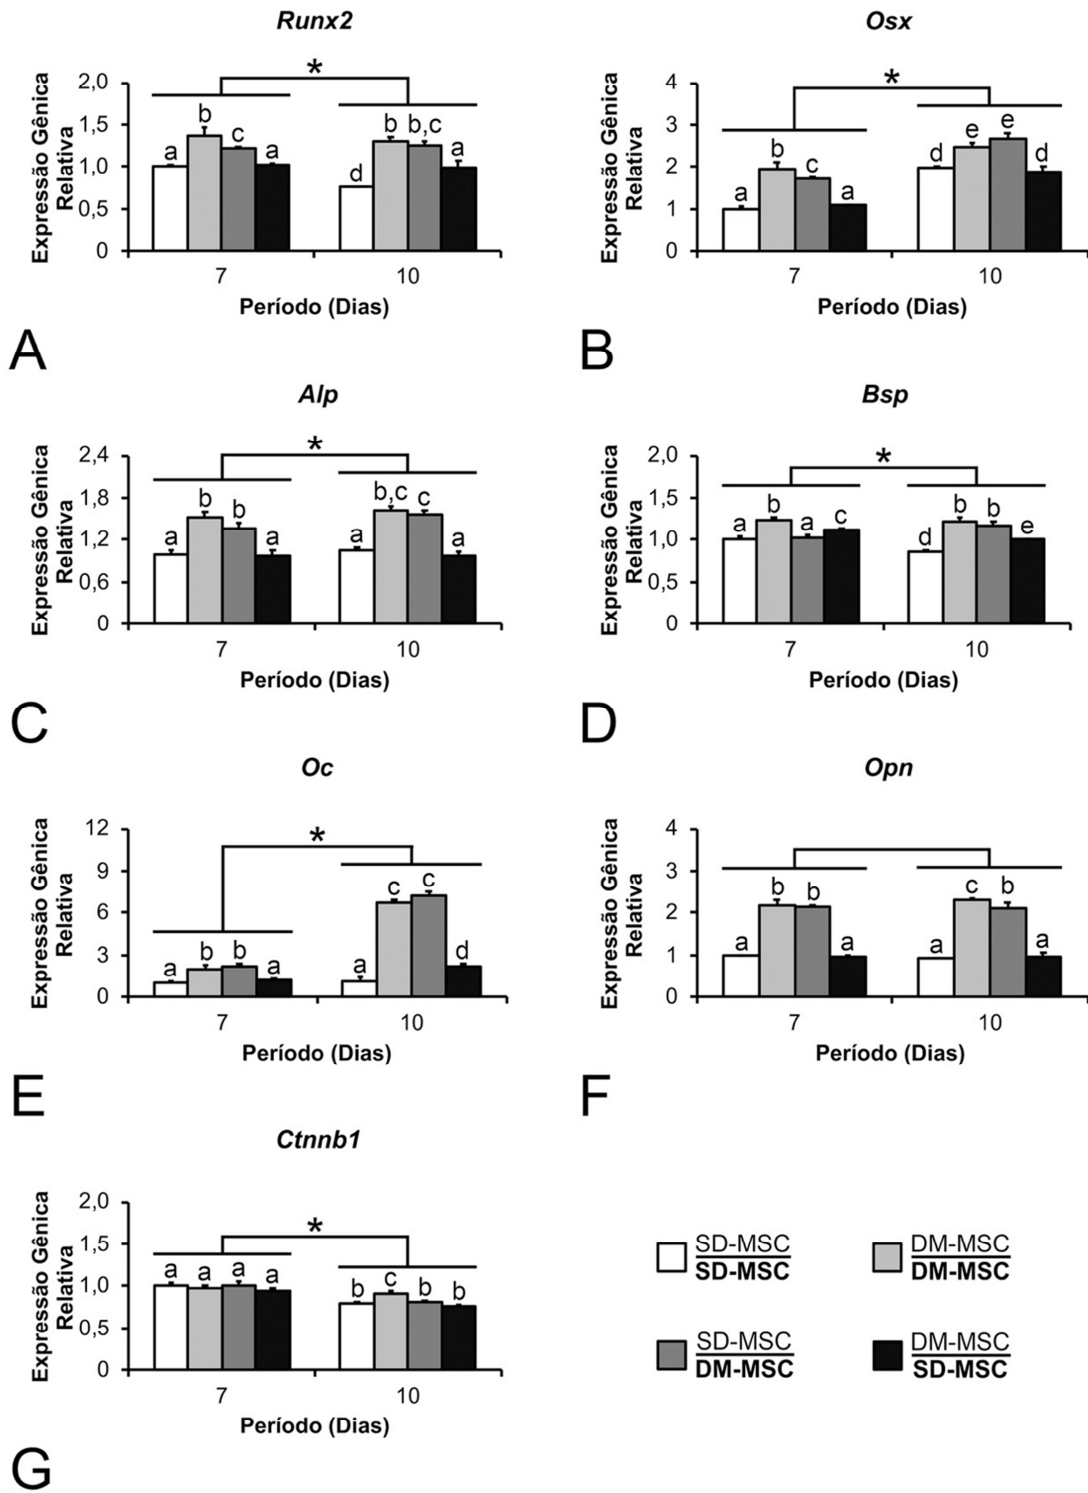 Runx2
Expressão Gênica
Relativa
2,0
1,5
1,0
0,5
0
*
a b c a
d b b,c a
7 10
Período (Dias)
A
Osx
Expressão Gênica
Relativa
4
3
2
1
0
*
a b c a
d e e d
7 10
Período (Dias)
B
Alp
Expressão Gênica
Relativa
2,4
1,8
1,2
0,6
0
*
a b b a
a b,c c a
7 10
Período (Dias)
C
Bsp
Expressão Gênica
Relativa
2,0
1,5
1,0
0,5
0
*
a b a c
d b b e
7 10
Período (Dias)
D
Oc
Expressão Gênica
Relativa
12
9
6
3
0
*
a b b a
a c c d
7 10
Período (Dias)
E
Opn
Expressão Gênica
Relativa
4
3
2
1
0
a b b a
a c b a
7 10
Período (Dias)
F
Ctnnb1
Expressão Gênica
Relativa
2,0
1,5
1,0
0,5
0
*
a a a a
b c b b
7 10
Período (Dias)
G
SD-MSC
SD-MSC
DM-MSC
DM-MSC
SD-MSC
DM-MSC
DM-MSC
SD-MSC